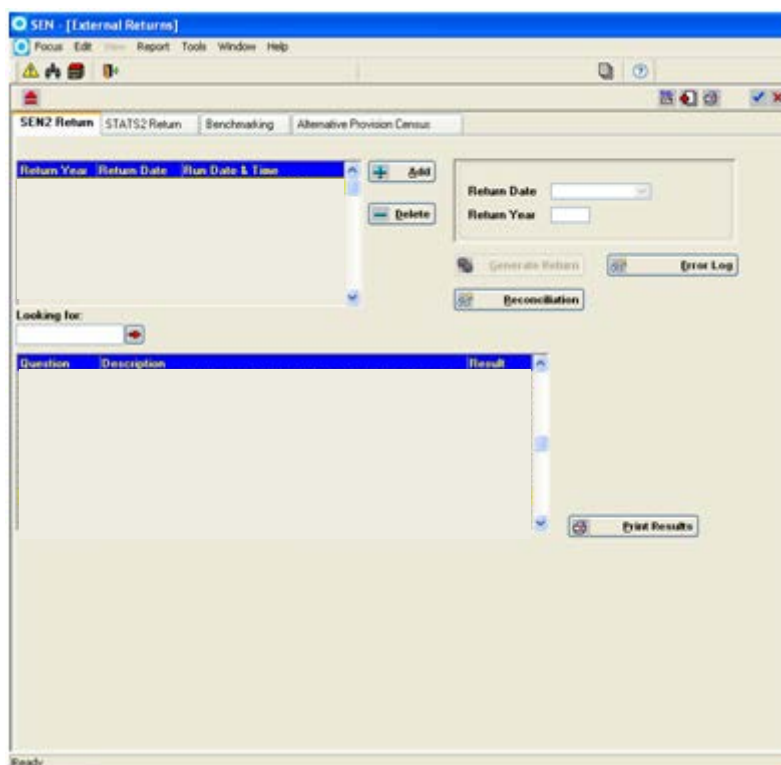 SEN - [External Returns]
Focus Edit View Report Tools Window Help
SEN2 Return STATS2 Return Benchmarking Alternative Provision Census
Return Year Return Date Run Date & Time
Add
Delete
Return Date
Return Year
Generate Return
Error Log
Reconciliation
Looking for:
Question Description Result
Print Results
Ready